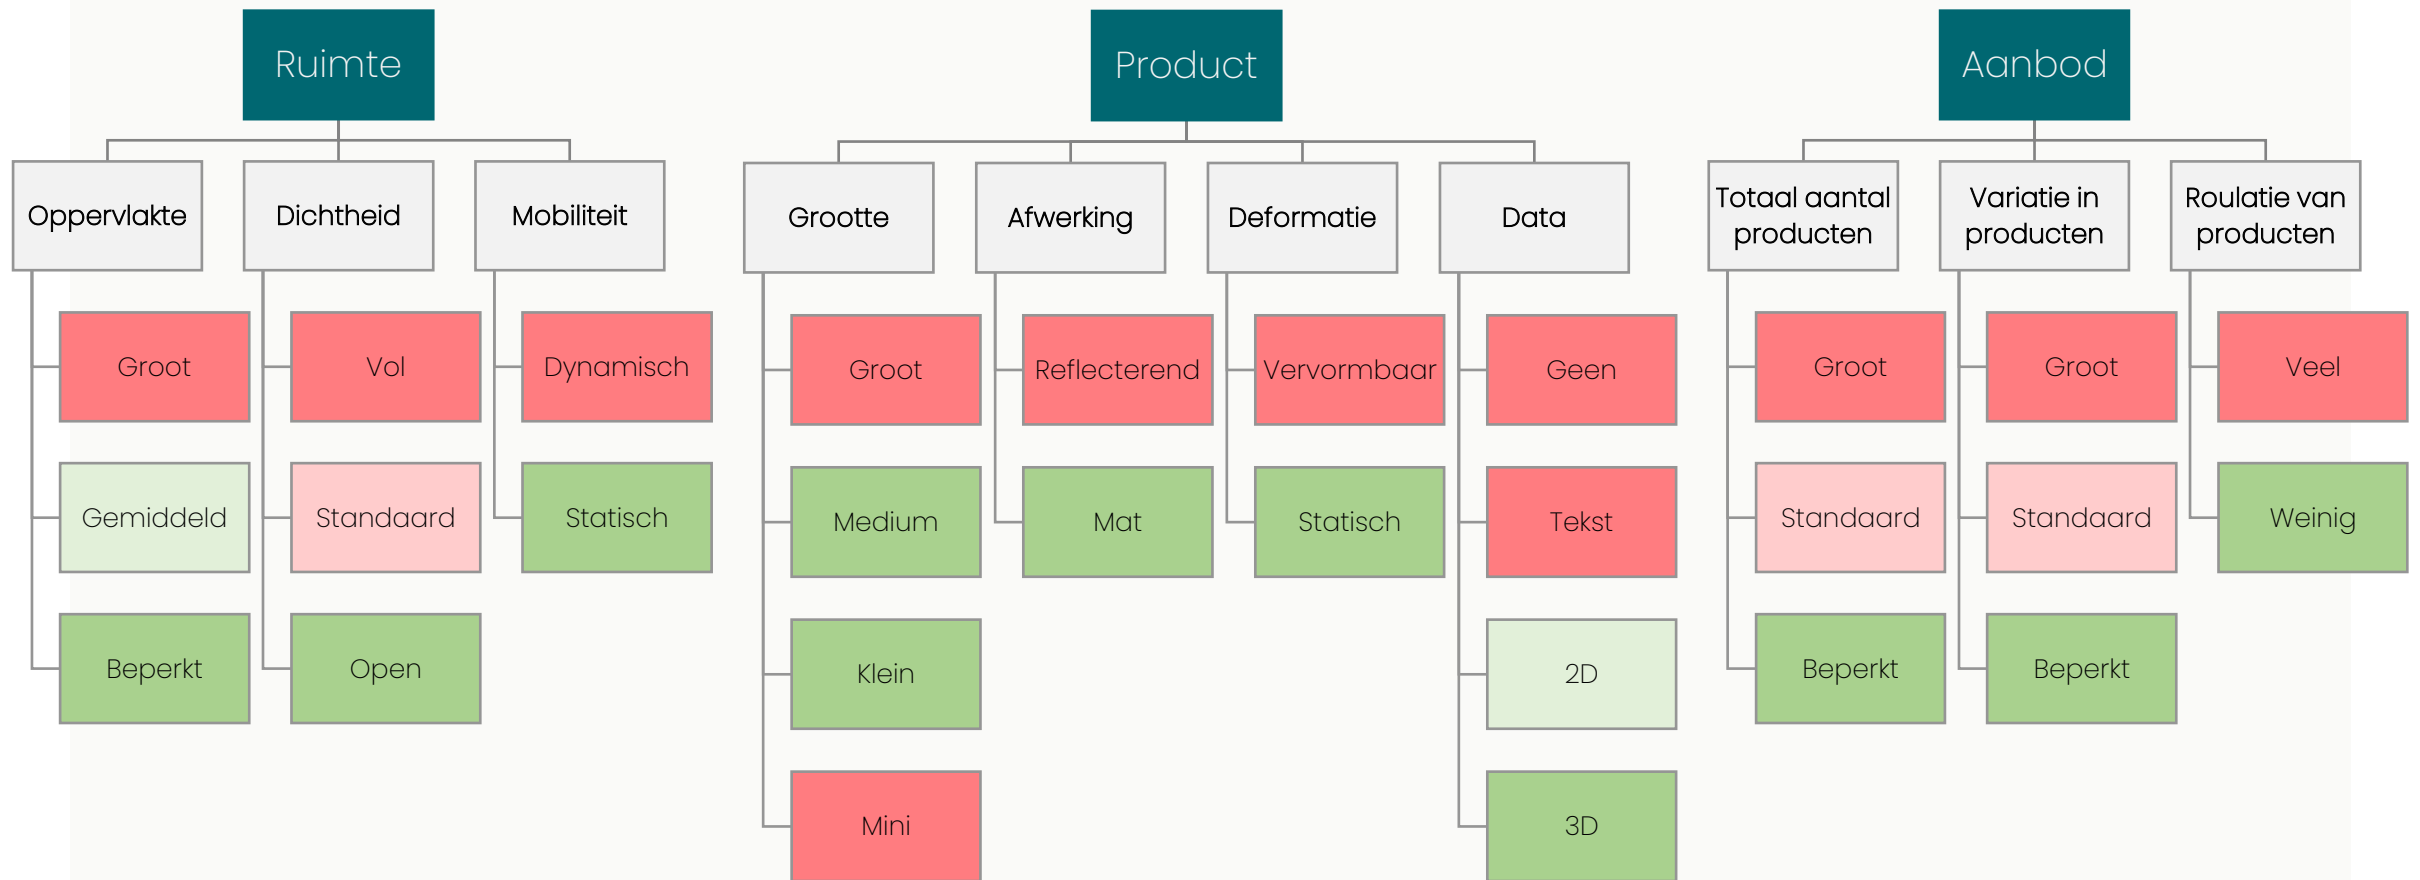 Ruimte
Product
Aanbod
Oppervlakte
Dichtheid
Mobiliteit
Grootte
Afwerking
Deformatie
Data
Totaal aantal
producten
Variatie in
producten
Roulatie van
producten
Groot
Vol
Dynamisch
Groot
Reflecterend
Vervormbaar
Geen
Groot
Groot
Veel
Gemiddeld
Standaard
Statisch
Medium
Mat
Statisch
Tekst
Standaard
Standaard
Weinig
Beperkt
Open
Klein
2D
Beperkt
Beperkt
Mini
3D